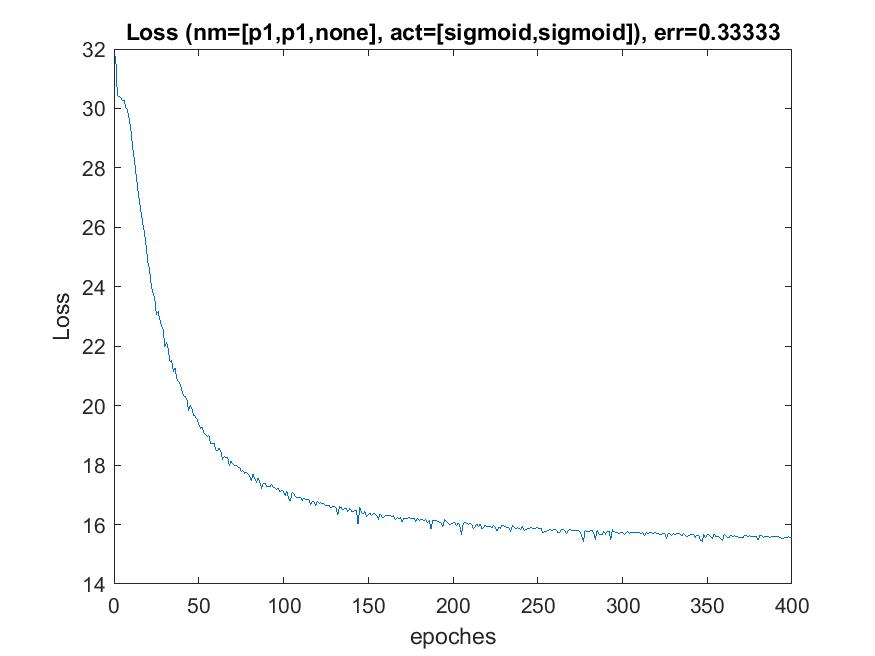 Loss (nm=[p1,p1,none], act=[sigmoid,sigmoid]), err=0.33333
32
30
28
26
24
22
20
18
16
14
Loss
0 50 100 150 200 250 300 350 400
epoches